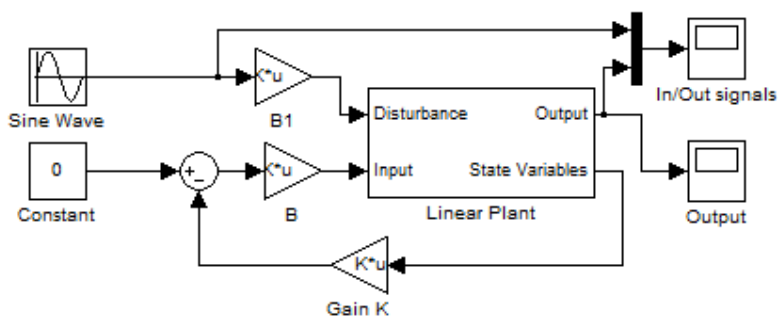 In/Out signals
Sine Wave
K*u
B1
Disturbance
Output
Input
State Variables
Linear Plant
0
Constant
K*u
B
Output
K*u
Gain K